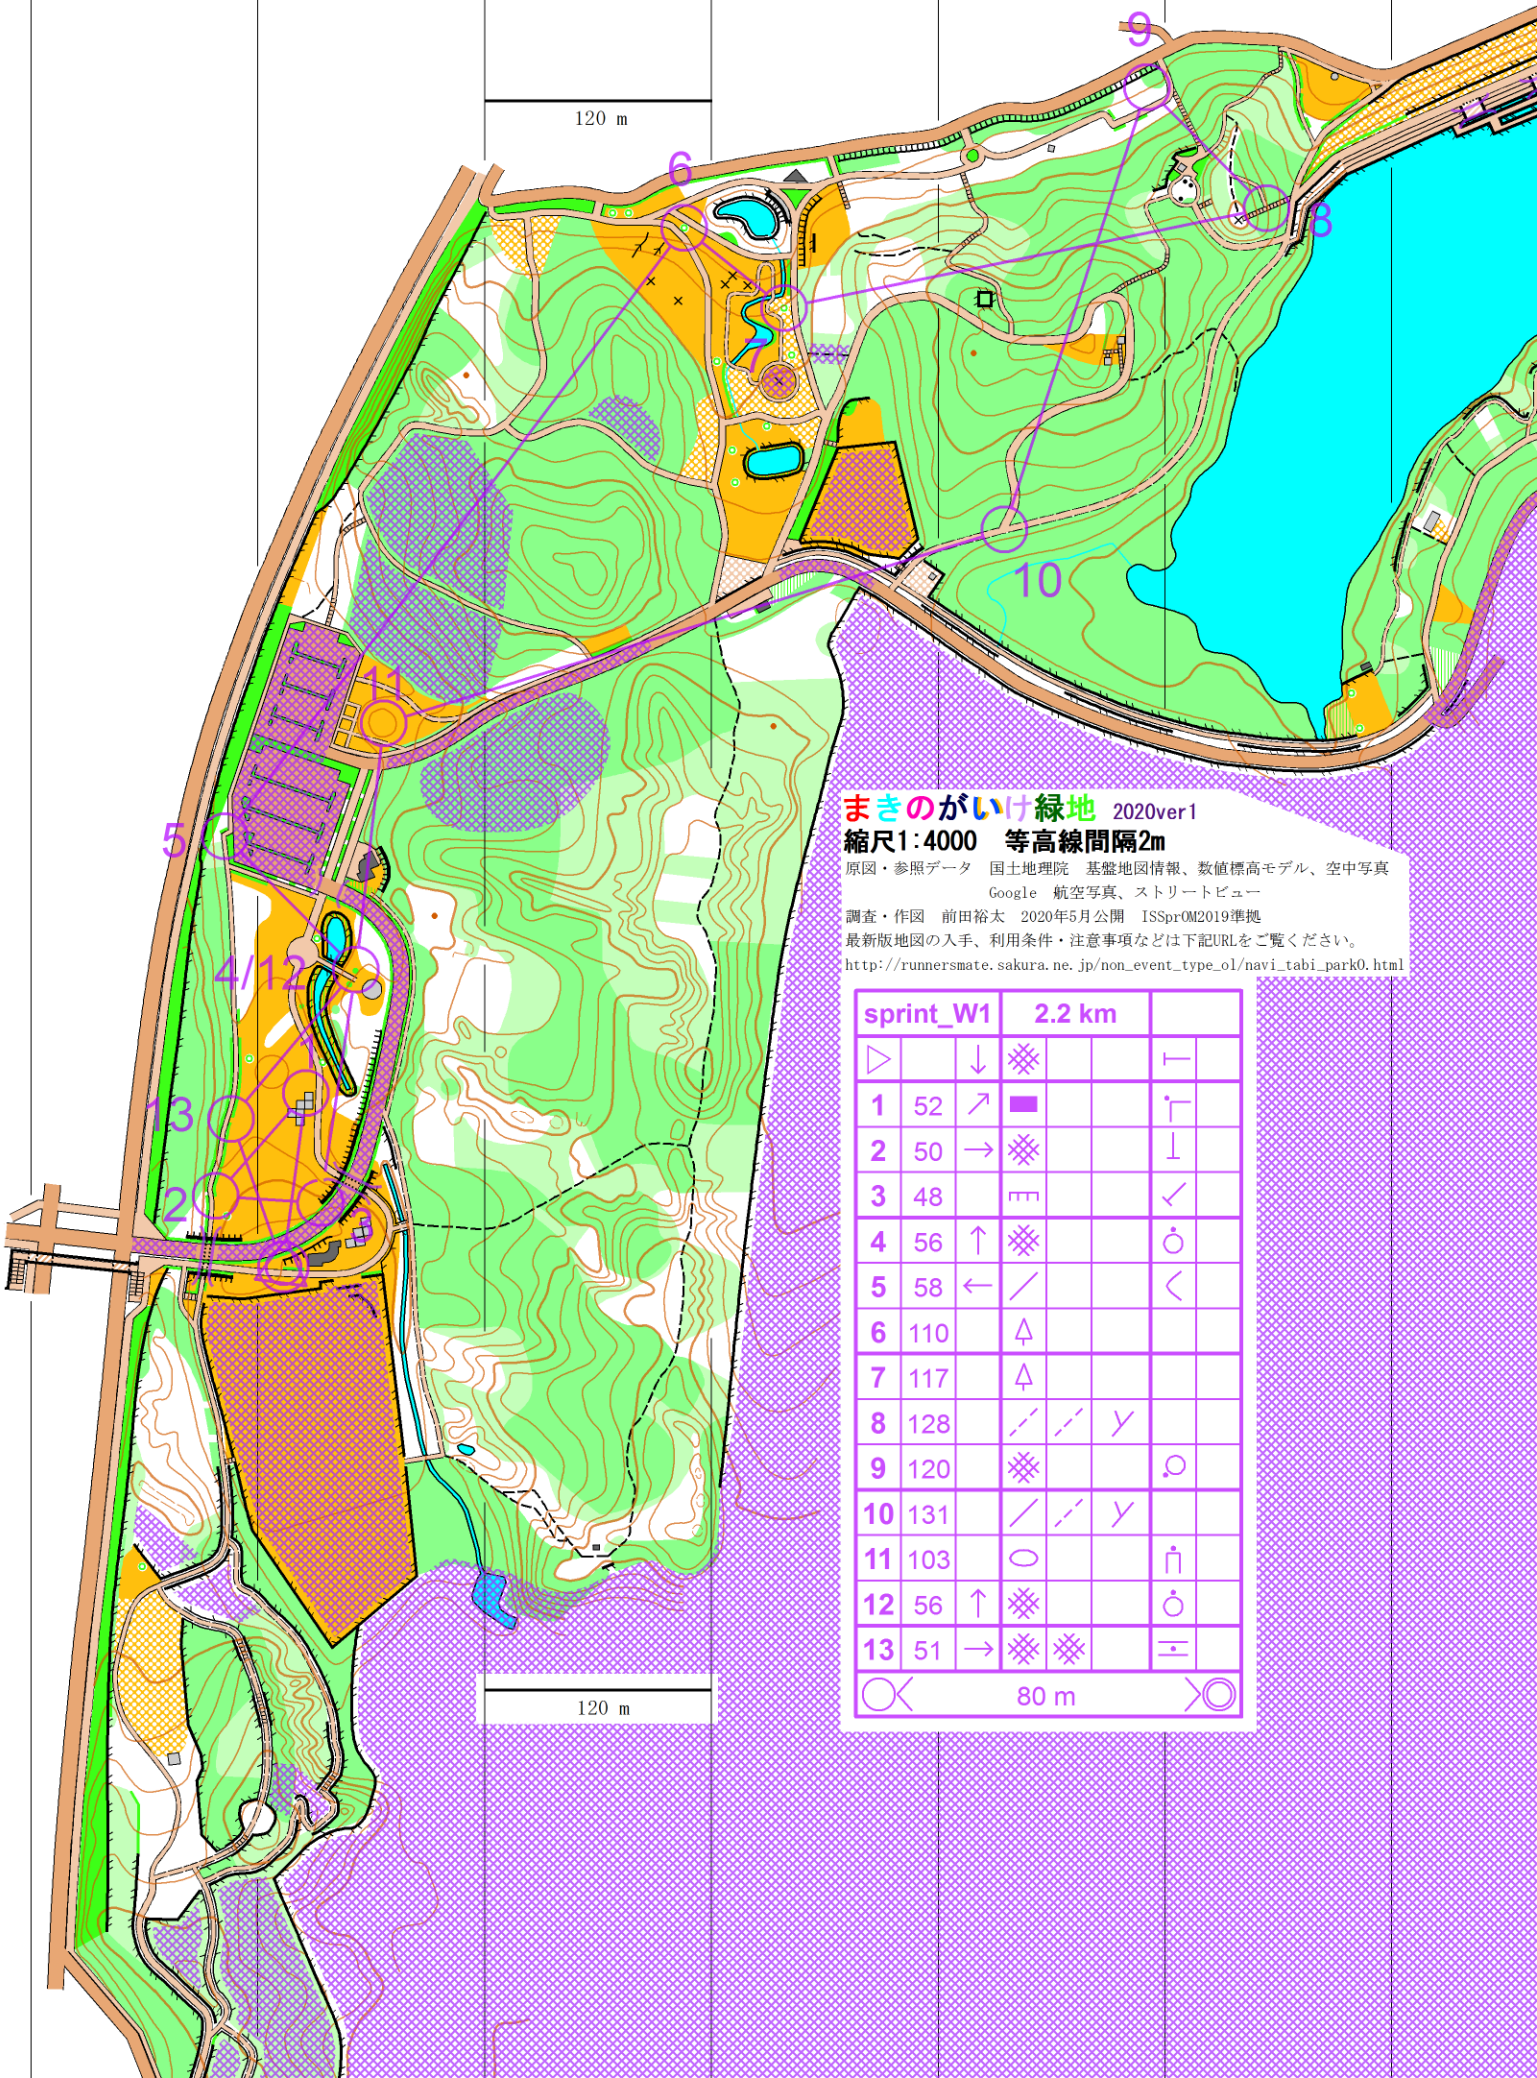 9
120 m
6
8
7
10
11
5
4/12
13
2
3
まきのがいけ緑地 2020ver1
縮尺1:4000 等高線間隔2m
原図・参照データ 国土地理院 基盤地図情報、数値標高モデル、空中写真
Google 航空写真、ストリートビュー
調査・作図 前田裕太 2020年5月公開 ISSprOM2019準拠
最新版地図の入手、利用条件・注意事項などは下記URLをご覧ください。
http://runnersmate.sakura.ne.jp/non_event_type_ol/navi_tabi_park0.html
sprint_W1 2.2 km
1 52
2 50
3 48
4 56
5 58
6 110
7 117
8 128
9 120
10 131
11 103
12 56
13 51
80 m
120 m